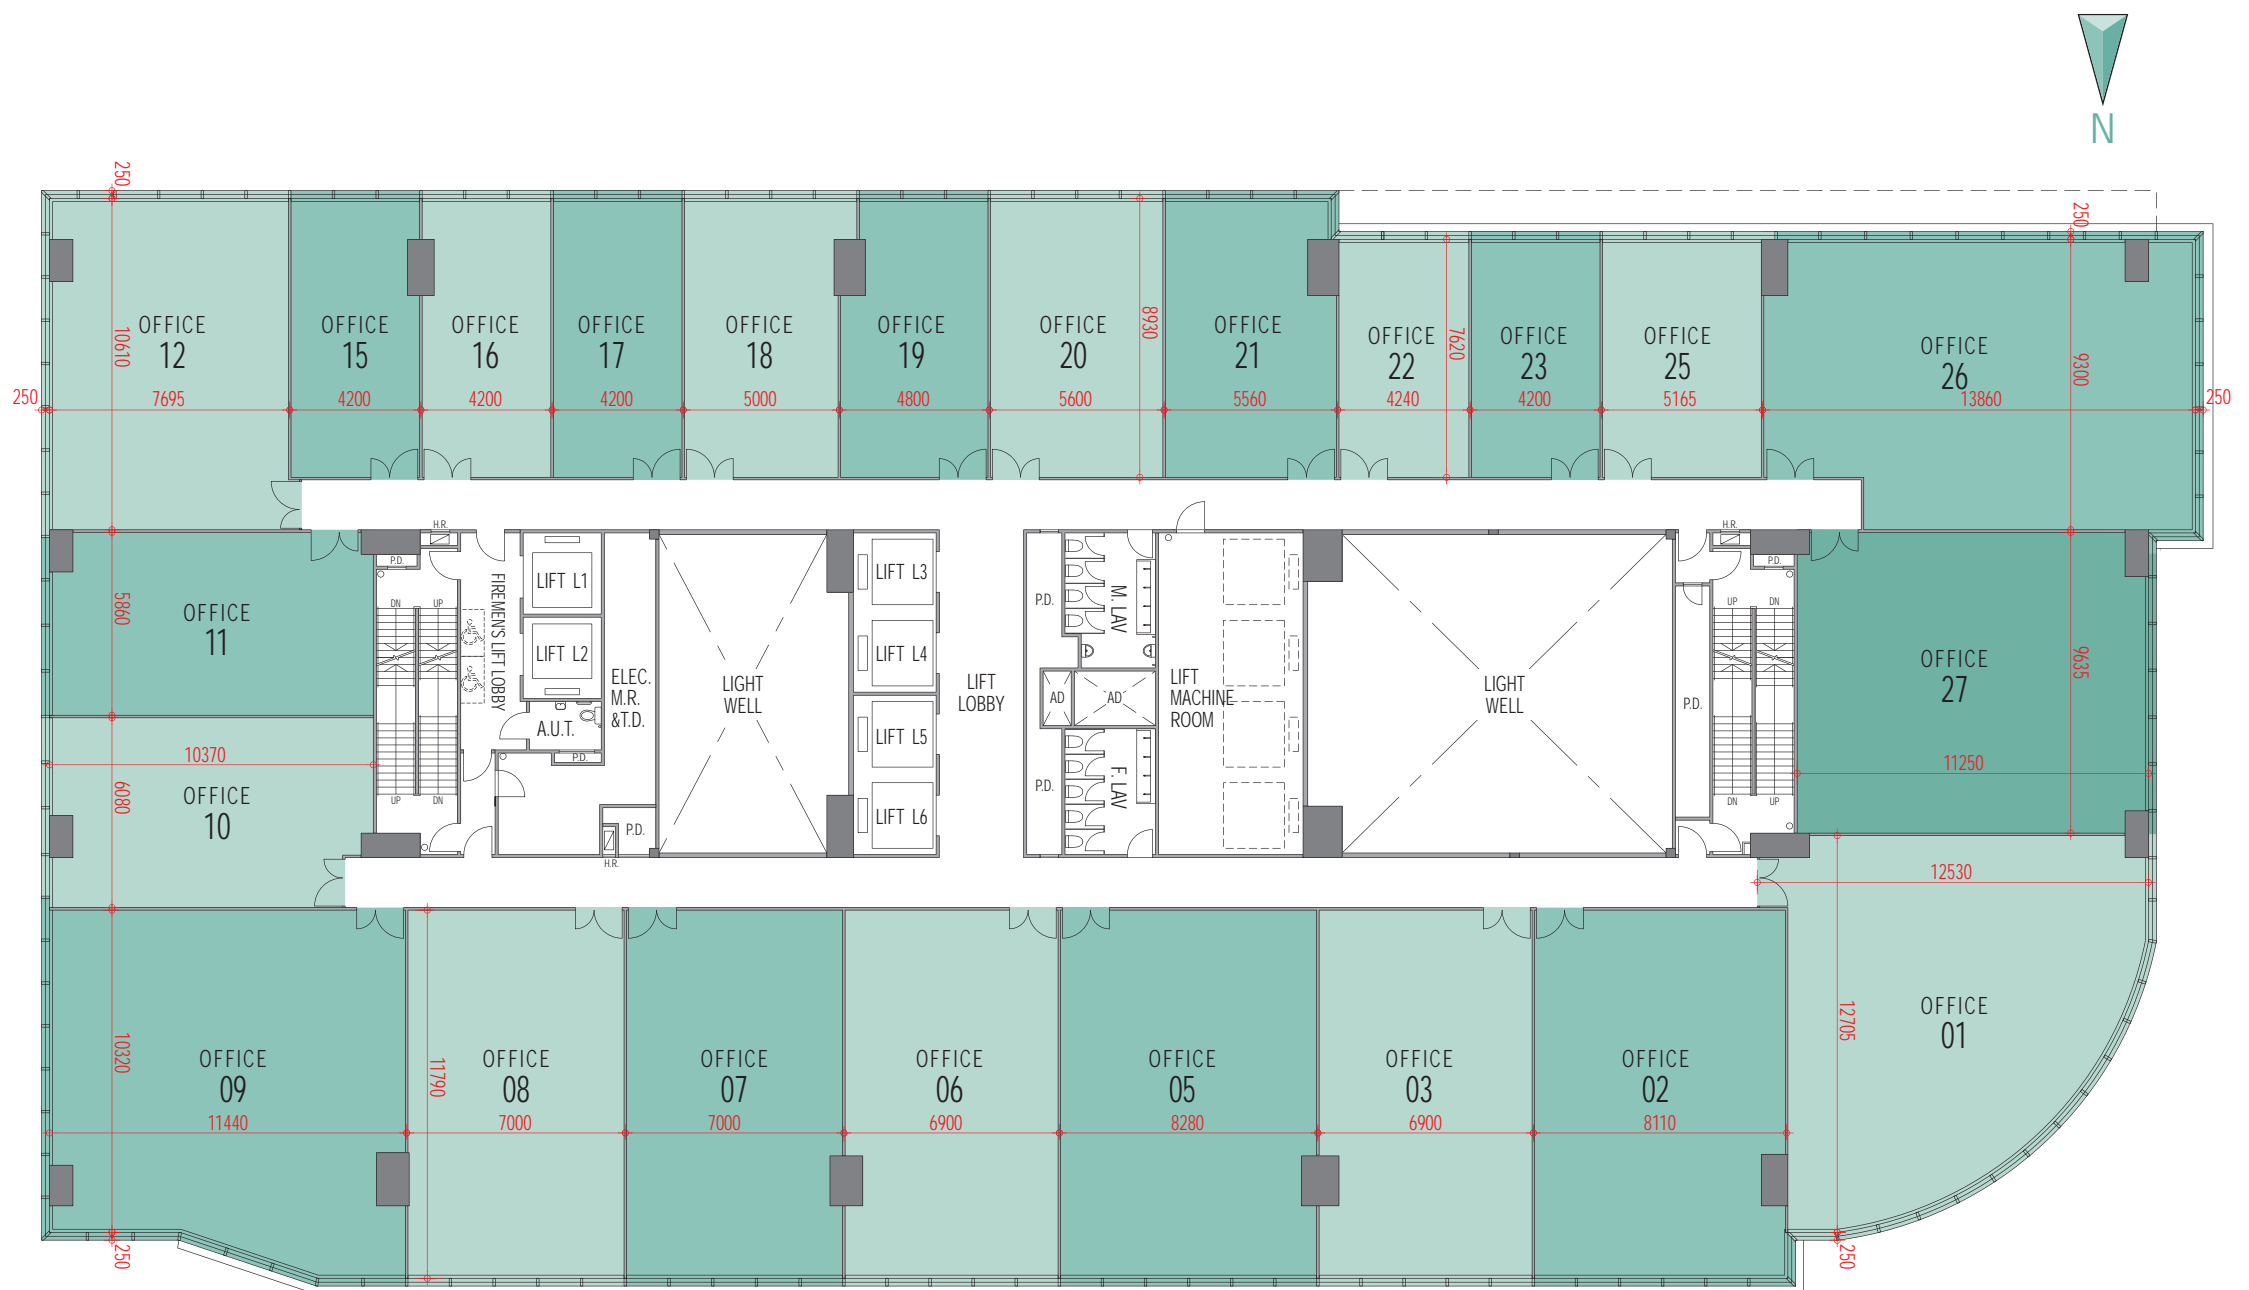 N
250
250
OFFICE
12
OFFICE
15
OFFICE
16
OFFICE
17
OFFICE
18
OFFICE
19
OFFICE
20
OFFICE
21
OFFICE
22
OFFICE
23
OFFICE
25
OFFICE
26
10610
8930
7620
9300
250
7695
4200
4200
4200
5000
4800
5600
5560
4240
4200
5165
13860
250
H.R.
H.R.
P.D.
P.D.
OFFICE
11
5860
DN
UP
FIREMEN'S LIFT LOBBY
LIFT L1
LIFT L2
ELEC.
M.R.
&T.D.
A.U.T.
P.D.
LIGHT
WELL
LIFT L3
LIFT L4
LIFT L5
LIFT L6
LIFT
LOBBY
P.D.
M. LAV
AD
AD
P.D.
F. LAV
LIFT
MACHINE
ROOM
LIGHT
WELL
P.D.
UP
DN
DN
UP
OFFICE
27
9635
11250
10370
OFFICE
10
6080
UP
DN
P.D.
H.R.
12530
OFFICE
01
12705
250
OFFICE
09
10320
11440
250
OFFICE
08
11790
7000
OFFICE
07
7000
OFFICE
06
6900
OFFICE
05
8280
OFFICE
03
6900
OFFICE
02
8110